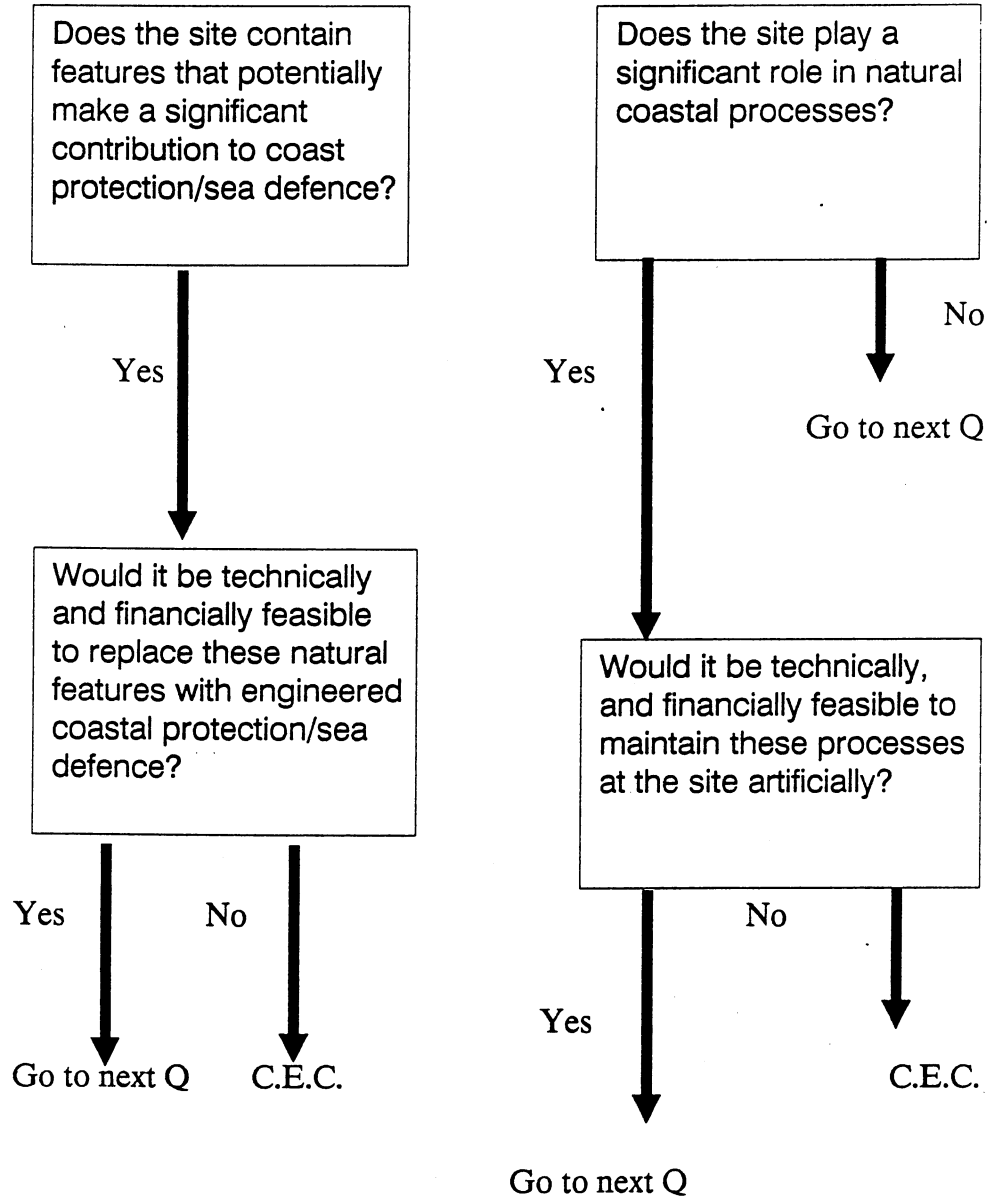 Does the site contain
features that potentially
make a significant
contribution to coast
protection/sea defence?
Yes
Would it be technically
and financially feasible
to replace these natural
features with engineered
coastal protection/sea
defence?
Yes
No
Go to next Q
C.E.C.
Does the site play a
significant role in natural
coastal processes?
Yes
No
Go to next Q
Would it be technically,
and financially feasible to
maintain these processes
at the site artificially?
Yes
No
C.E.C.
Go to next Q